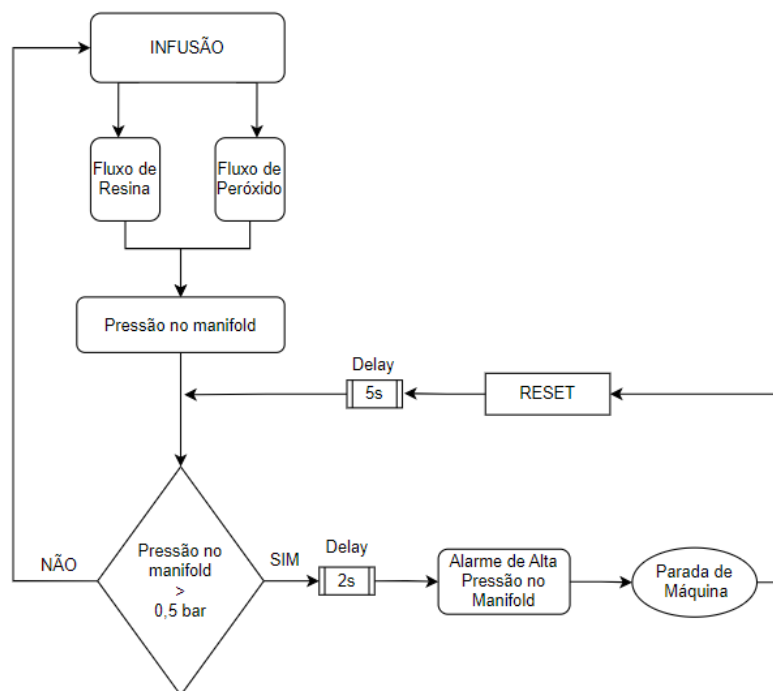 INFUSÃO
Fluxo de
Resina
Fluxo de
Peróxido
Pressão no manifold
Delay
5s
RESET
NÃO
Pressão no
manifold
>
0,5 bar
SIM
Delay
2s
Alarme de Alta
Pressão no
Manifold
Parada de
Máquina